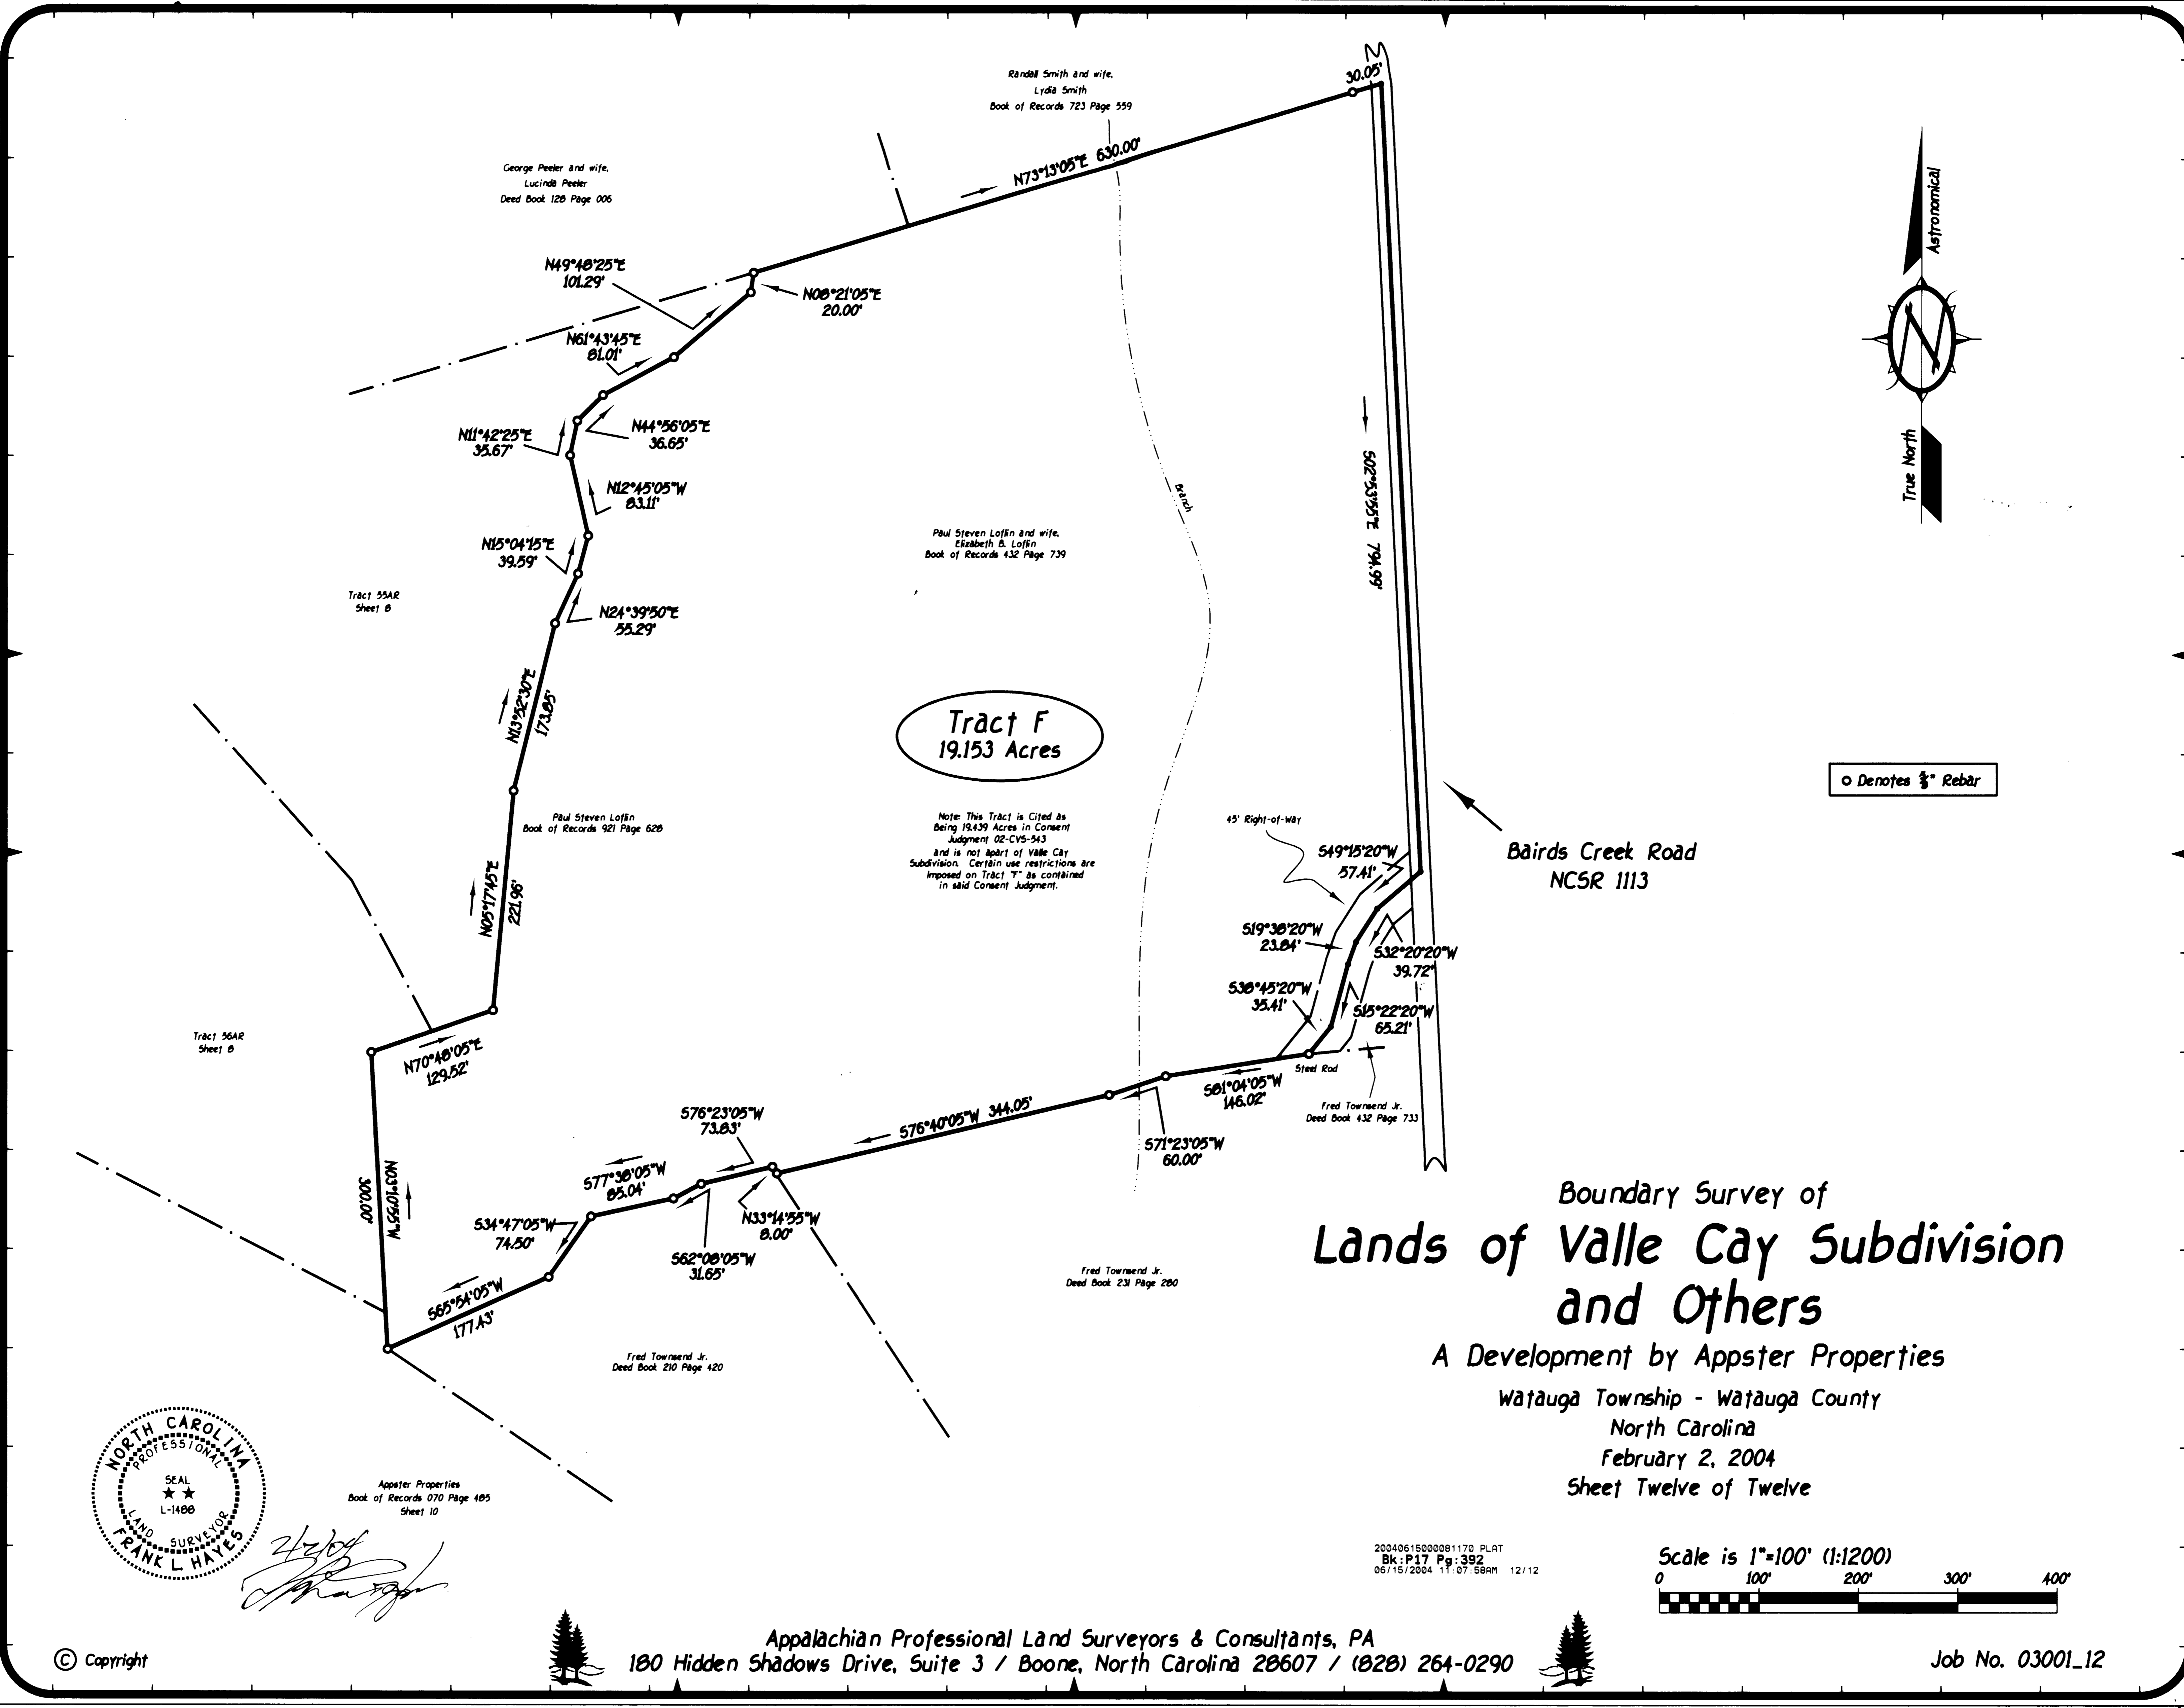 Randall Smith and wife,
Lydia Smith
Book of Records 723 Page 559
30.05'
George Peeler and wife,
Lucinda Peeler
Deed Book 128 Page 006
N73°13'05"E 630.00'
Astronomical
True North
N49°48'25"E
101.29'
N08°21'05"E
20.00'
N61°43'45"E
81.01'
N11°42'25"E
35.67'
N44°56'05"E
36.65'
N12°45'05"W
83.11'
S02°53'55"E 794.99'
Branch
N15°04'15"E
39.59'
Paul Steven Loflin and wife,
Elizabeth B. Loflin
Book of Records 432 Page 739
Tract 55AR
Sheet 8
N24°39'50"E
55.29'
N13°52'30"E
173.85'
Tract F
19.153 Acres
Denotes ⅝" Rebar
Paul Steven Loflin
Book of Records 921 Page 628
Note: This Tract is Cited as
Being 19.439 Acres in Consent
Judgment 02-CVS-543
and is not apart of Valle Cay
Subdivision. Certain use restrictions are
Imposed on Tract "F" as contained
in said Consent Judgment.
45' Right-of-Way
S49°15'20"W
57.41'
Bairds Creek Road
NCSR 1113
N05°17'45"E
221.96'
S19°38'20"W
23.84'
S32°20'20"W
39.72'
S38°45'20"W
35.41'
S15°22'20"W
65.21'
Tract 56AR
Sheet 8
N70°48'05"E
129.52'
Steel Rod
S81°04'05"W
146.02'
Fred Townsend Jr.
Deed Book 432 Page 733
S76°40'05"W 344.05'
S71°23'05"W
60.00'
S76°23'05"W
73.83'
S77°38'05"W
85.04'
N03°10'55"W
300.00'
S34°47'05"W
74.50'
N33°14'55"W
8.00'
S62°08'05"W
31.65'
S65°54'05"W
177.43'
Fred Townsend Jr.
Deed Book 231 Page 280
Fred Townsend Jr.
Deed Book 210 Page 420
Boundary Survey of
Lands of Valle Cay Subdivision
and Others
A Development by Appster Properties
Watauga Township - Watauga County
North Carolina
February 2, 2004
Sheet Twelve of Twelve
NORTH CAROLINA
PROFESSIONAL
SEAL
L-1488
LAND SURVEYOR
FRANK L. HAYES
Appster Properties
Book of Records 070 Page 485
Sheet 10
2/2/04
20040615000081170 PLAT
Bk:P17 Pg:392
06/15/2004 11:07:58AM 12/12
Scale is 1"=100' (1:1200)
0 100' 200' 300' 400'
Appalachian Professional Land Surveyors & Consultants, PA
180 Hidden Shadows Drive, Suite 3 / Boone, North Carolina 28607 / (828) 264-0290
© Copyright
Job No. 03001_12